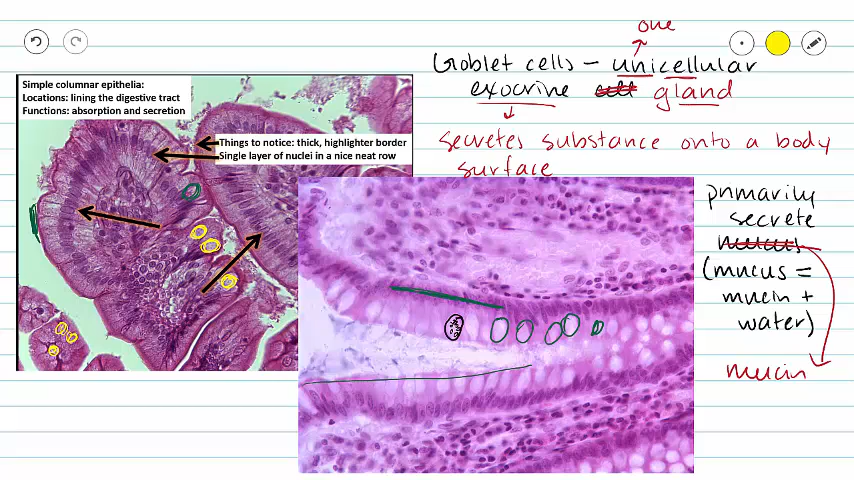 one
Goblet cells – unicellular
exocrine cell gland
secretes substance onto a body
surface
Simple columnar epithelia:
Locations: lining the digestive tract
Functions: absorption and secretion
Things to notice: thick, highlighter border
Single layer of nuclei in a nice neat row
primarily
secrete
mucus
(mucus =
mucin +
water)
mucin